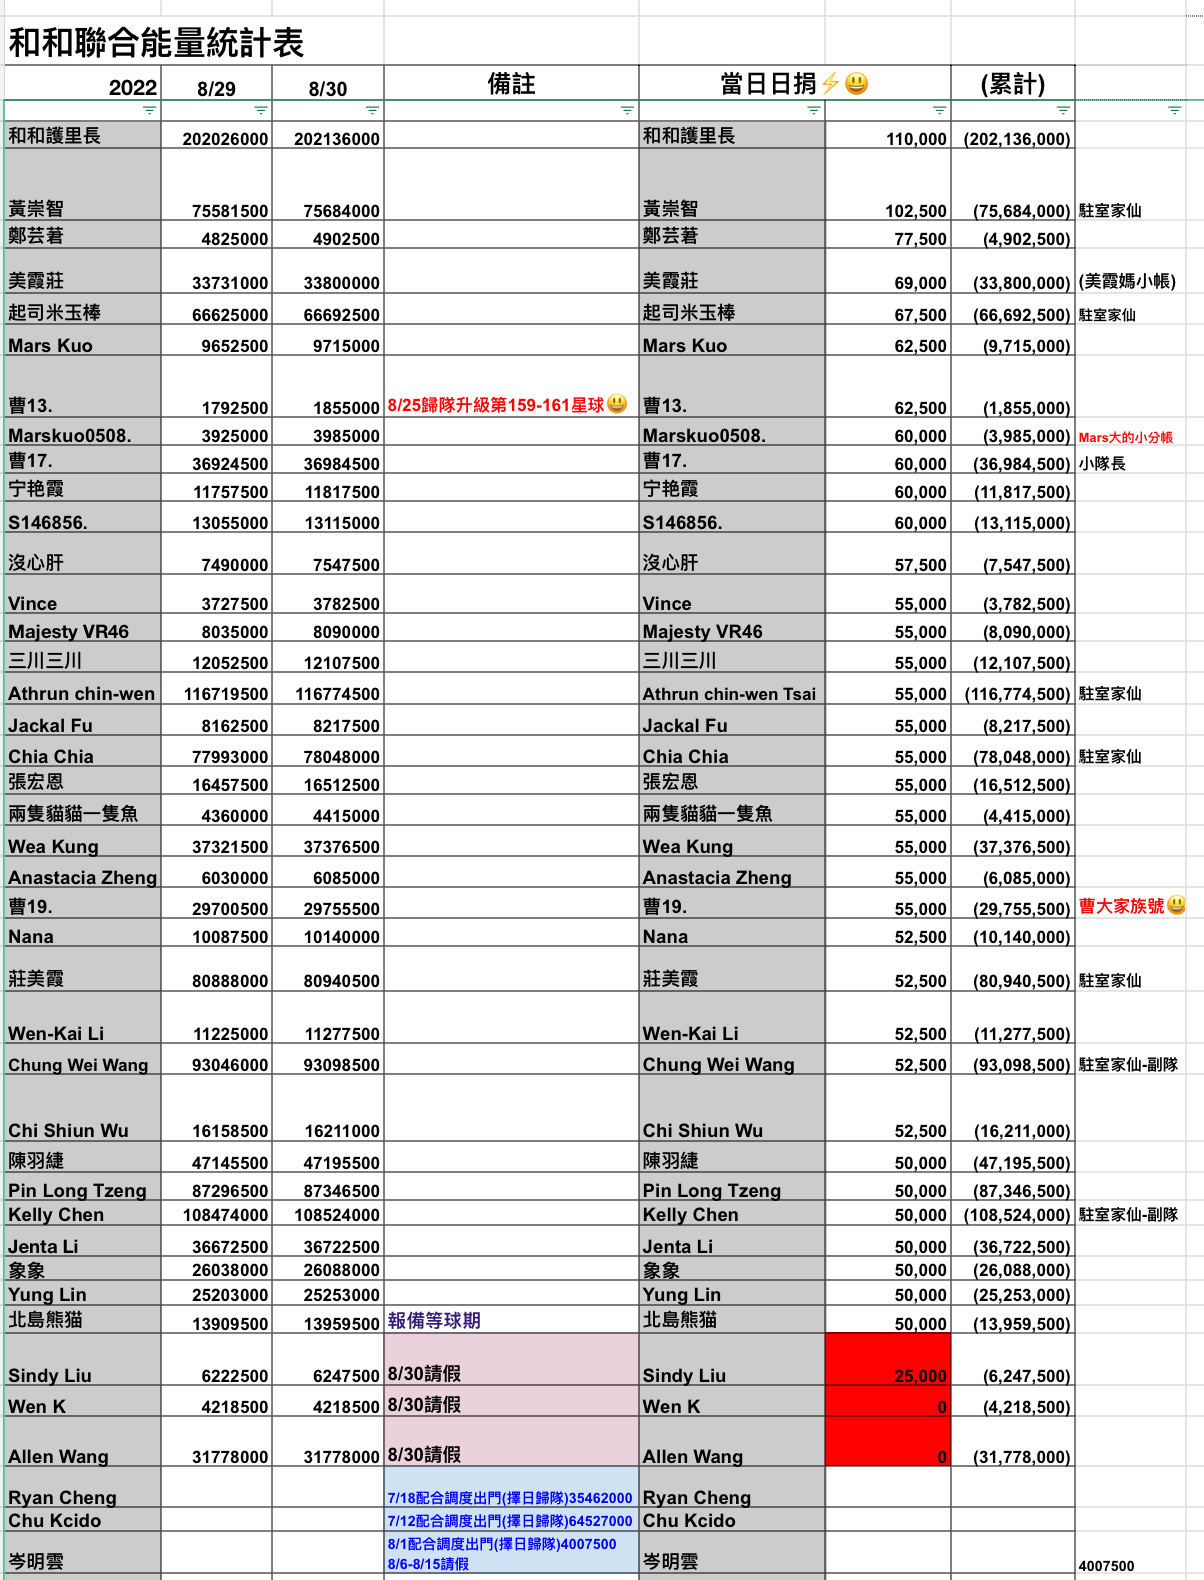 和和聯合能量統計表
2022 8/29 8/30 備註 當日日捐⚡😃 (累計)
和和護里長 202026000 202136000 和和護里長 110,000 (202,136,000)
黃崇智 75581500 75684000 黃崇智 102,500 (75,684,000) 駐室家仙
鄭芸莙 4825000 4902500 鄭芸莙 77,500 (4,902,500)
美霞莊 33731000 33800000 美霞莊 69,000 (33,800,000) (美霞媽小帳)
起司米玉棒 66625000 66692500 起司米玉棒 67,500 (66,692,500) 駐室家仙
Mars Kuo 9652500 9715000 Mars Kuo 62,500 (9,715,000)
曹13. 1792500 1855000 8/25歸隊升級第159-161星球😃 曹13. 62,500 (1,855,000)
Marskuo0508. 3925000 3985000 Marskuo0508. 60,000 (3,985,000) Mars大的小分帳
曹17. 36924500 36984500 曹17. 60,000 (36,984,500) 小隊長
宁艳霞 11757500 11817500 宁艳霞 60,000 (11,817,500)
S146856. 13055000 13115000 S146856. 60,000 (13,115,000)
沒心肝 7490000 7547500 沒心肝 57,500 (7,547,500)
Vince 3727500 3782500 Vince 55,000 (3,782,500)
Majesty VR46 8035000 8090000 Majesty VR46 55,000 (8,090,000)
三川三川 12052500 12107500 三川三川 55,000 (12,107,500)
Athrun chin-wen 116719500 116774500 Athrun chin-wen Tsai 55,000 (116,774,500) 駐室家仙
Jackal Fu 8162500 8217500 Jackal Fu 55,000 (8,217,500)
Chia Chia 77993000 78048000 Chia Chia 55,000 (78,048,000) 駐室家仙
張宏恩 16457500 16512500 張宏恩 55,000 (16,512,500)
兩隻貓貓一隻魚 4360000 4415000 兩隻貓貓一隻魚 55,000 (4,415,000)
Wea Kung 37321500 37376500 Wea Kung 55,000 (37,376,500)
Anastacia Zheng 6030000 6085000 Anastacia Zheng 55,000 (6,085,000)
曹19. 29700500 29755500 曹19. 55,000 (29,755,500) 曹大家族號😃
Nana 10087500 10140000 Nana 52,500 (10,140,000)
莊美霞 80888000 80940500 莊美霞 52,500 (80,940,500) 駐室家仙
Wen-Kai Li 11225000 11277500 Wen-Kai Li 52,500 (11,277,500)
Chung Wei Wang 93046000 93098500 Chung Wei Wang 52,500 (93,098,500) 駐室家仙-副隊
Chi Shiun Wu 16158500 16211000 Chi Shiun Wu 52,500 (16,211,000)
陳羽緁 47145500 47195500 陳羽緁 50,000 (47,195,500)
Pin Long Tzeng 87296500 87346500 Pin Long Tzeng 50,000 (87,346,500)
Kelly Chen 108474000 108524000 Kelly Chen 50,000 (108,524,000) 駐室家仙-副隊
Jenta Li 36672500 36722500 Jenta Li 50,000 (36,722,500)
象象 26038000 26088000 象象 50,000 (26,088,000)
Yung Lin 25203000 25253000 Yung Lin 50,000 (25,253,000)
北島熊猫 13909500 13959500 報備等球期 北島熊猫 50,000 (13,959,500)
Sindy Liu 6222500 6247500 8/30請假 Sindy Liu 25,000 (6,247,500)
Wen K 4218500 4218500 8/30請假 Wen K 0 (4,218,500)
Allen Wang 31778000 31778000 8/30請假 Allen Wang 0 (31,778,000)
Ryan Cheng 7/18配合調度出門(擇日歸隊)35462000 Ryan Cheng
Chu Kcido 7/12配合調度出門(擇日歸隊)64527000 Chu Kcido
8/1配合調度出門(擇日歸隊)4007500
岑明雲 8/6-8/15請假 岑明雲 4007500